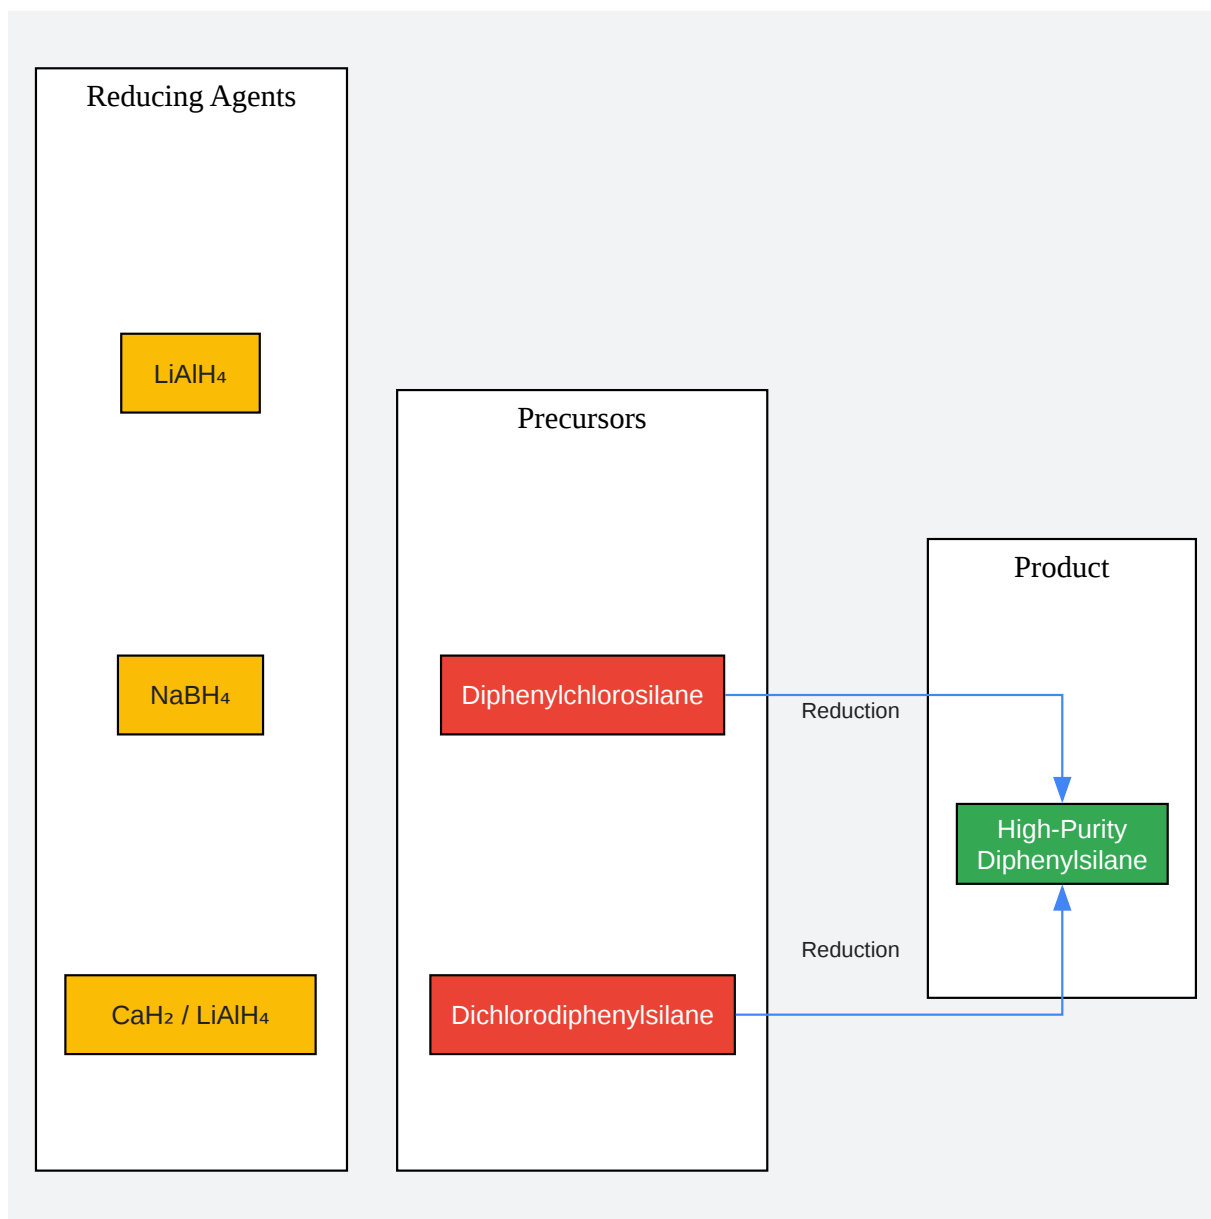 Reducing Agents
LiAlH₄
NaBH₄
CaH₂ / LiAlH₄
Precursors
Diphenylchlorosilane
Dichlorodiphenylsilane
Reduction
Reduction
Product
High-Purity
Diphenylsilane